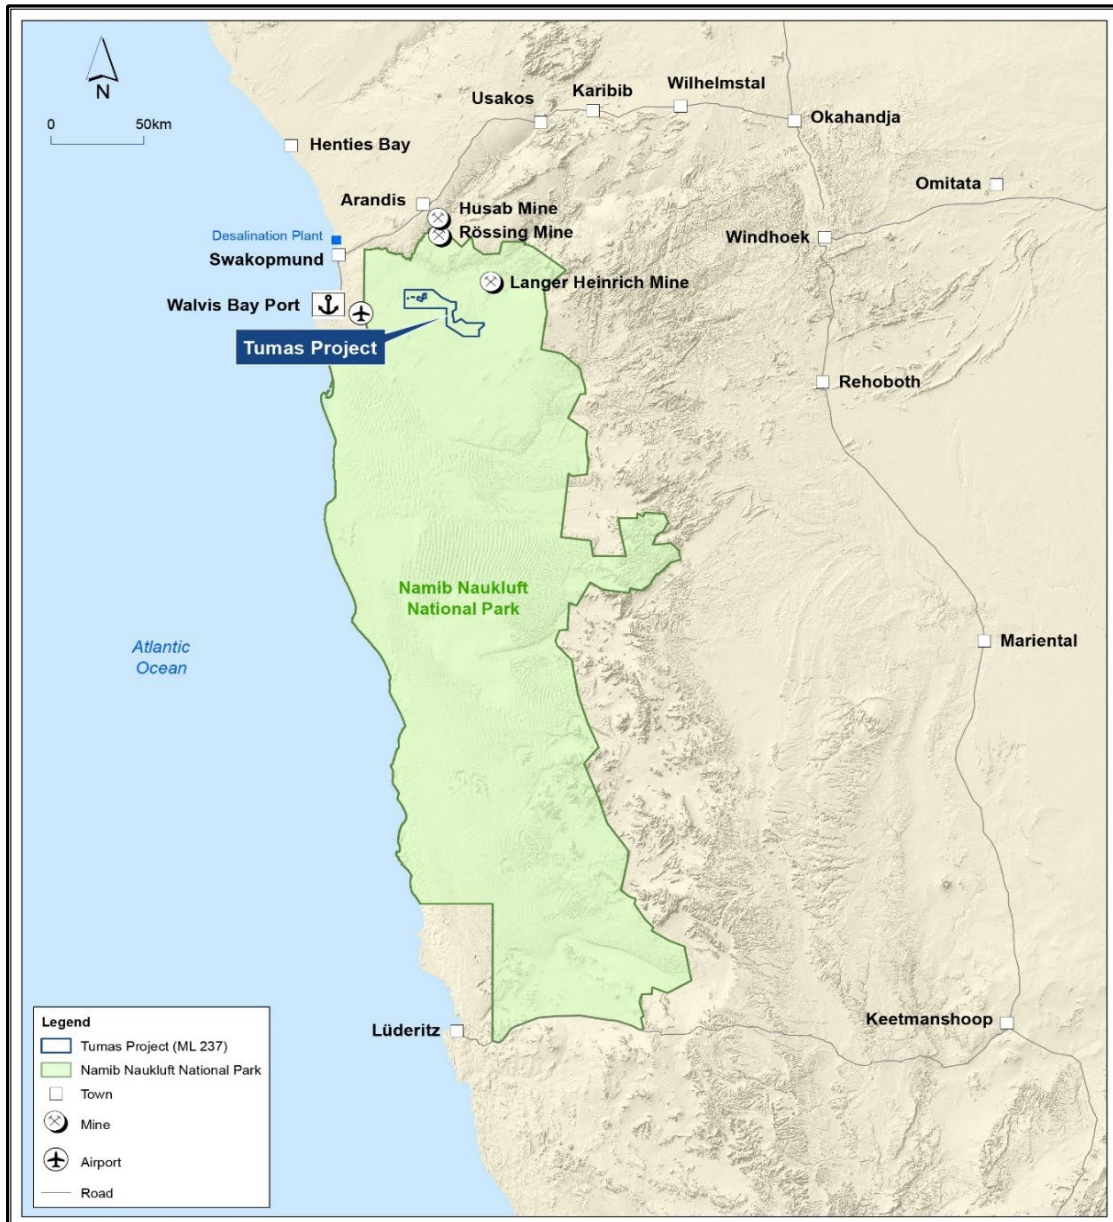 N
0 50km
Wilhelmstal
Karibib
Usakos
Okahandja
Henties Bay
Omitata
Arandis
Husab Mine
Rössing Mine
Desalination Plant
Swakopmund
Windhoek
Langer Heinrich Mine
Walvis Bay Port
Tumas Project
Rehoboth
Namib Naukluft
National Park
Atlantic
Ocean
Mariental
Lüderitz
Keetmanshoop
Legend
Tumas Project (ML 237)
Namib Naukluft National Park
Town
Mine
Airport
Road